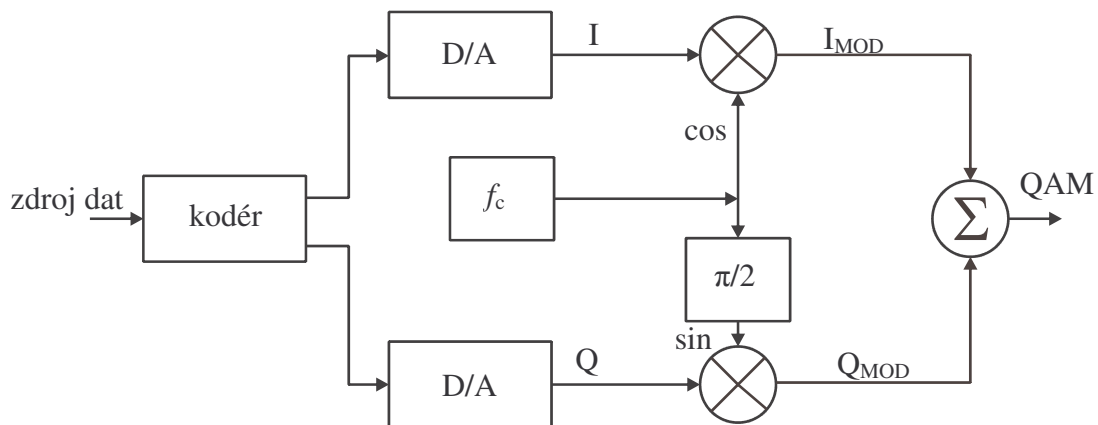 D/A
I
I_MOD
cos
zdroj dat
kodér
f_c
QAM
Σ
π/2
sin
D/A
Q
Q_MOD